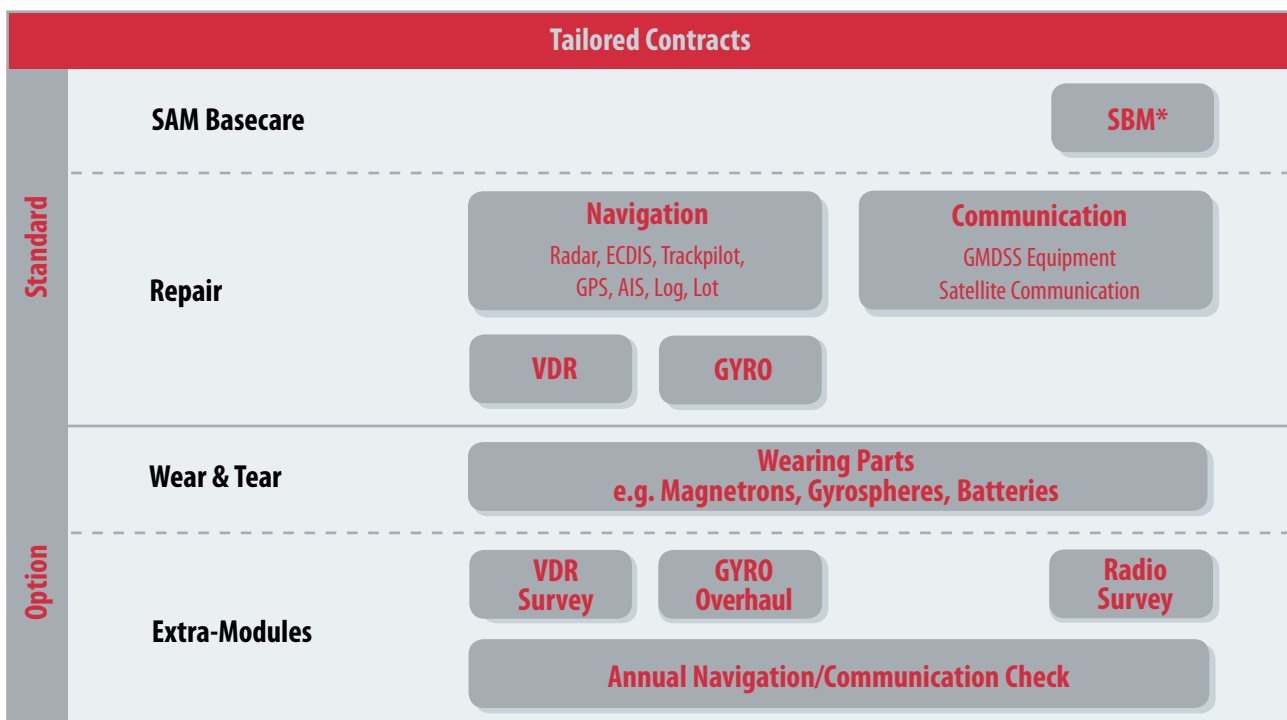 Tailored Contracts
Standard
SAM Basecare
SBM*
Repair
Navigation
Radar, ECDIS, Trackpilot,
GPS, AIS, Log, Lot
Communication
GMDSS Equipment
Satellite Communication
VDR
GYRO
Option
Wear & Tear
Wearing Parts
e.g. Magnetrons, Gyrospheres, Batteries
Extra-Modules
VDR
Survey
GYRO
Overhaul
Radio
Survey
Annual Navigation/Communication Check